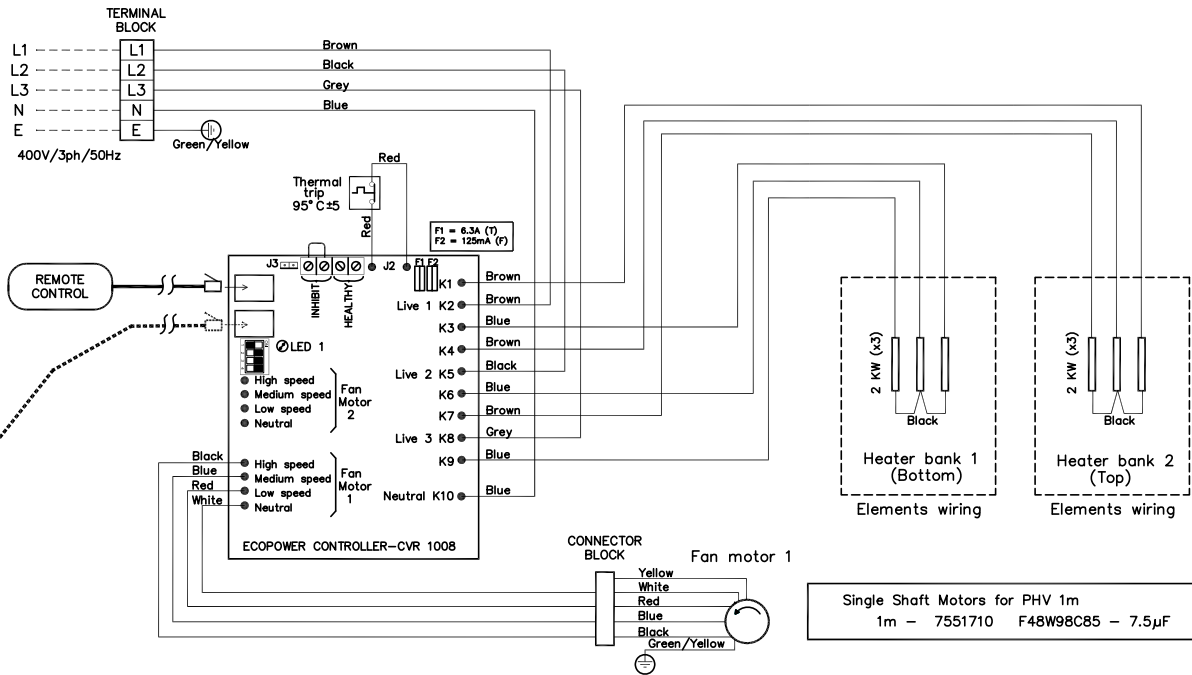 TERMINAL
BLOCK
L1 L1 Brown
L2 L2 Black
L3 L3 Grey
N N Blue
E E
Green/Yellow
400V/3ph/50Hz
Red
Thermal
trip
95°C±5
Red
F1 = 6.3A (T)
F2 = 125mA (F)
REMOTE
CONTROL
J3
J2
F1 F2
INHIBIT
HEALTHY
LED 1
K1 Brown
Live 1 K2 Brown
K3 Blue
K4 Brown
Live 2 K5 Black
K6 Blue
K7 Brown
Live 3 K8 Grey
K9 Blue
Neutral K10 Blue
High speed
Medium speed
Low speed
Neutral
Fan
Motor
2
Black
Blue
Red
White
High speed
Medium speed
Low speed
Neutral
Fan
Motor
1
ECOPOWER CONTROLLER-CVR 1008
2 KW (x3)
Black
Heater bank 1
(Bottom)
Elements wiring
2 KW (x3)
Black
Heater bank 2
(Top)
Elements wiring
CONNECTOR
BLOCK
Fan motor 1
Yellow
White
Red
Blue
Black
Green/Yellow
Single Shaft Motors for PHV 1m
1m - 7551710 F48W98C85 - 7.5µF